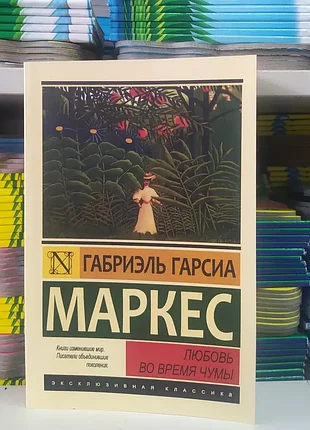 N
ГАБРИЭЛЬ ГАРСИА
МАРКЕС
Книги изменившие мир.
Писатели объединившие
поколения.
ЛЮБОВЬ
ВО ВРЕМЯ ЧУМЫ
ЭКСКЛЮЗИВНАЯ КЛАССИКА